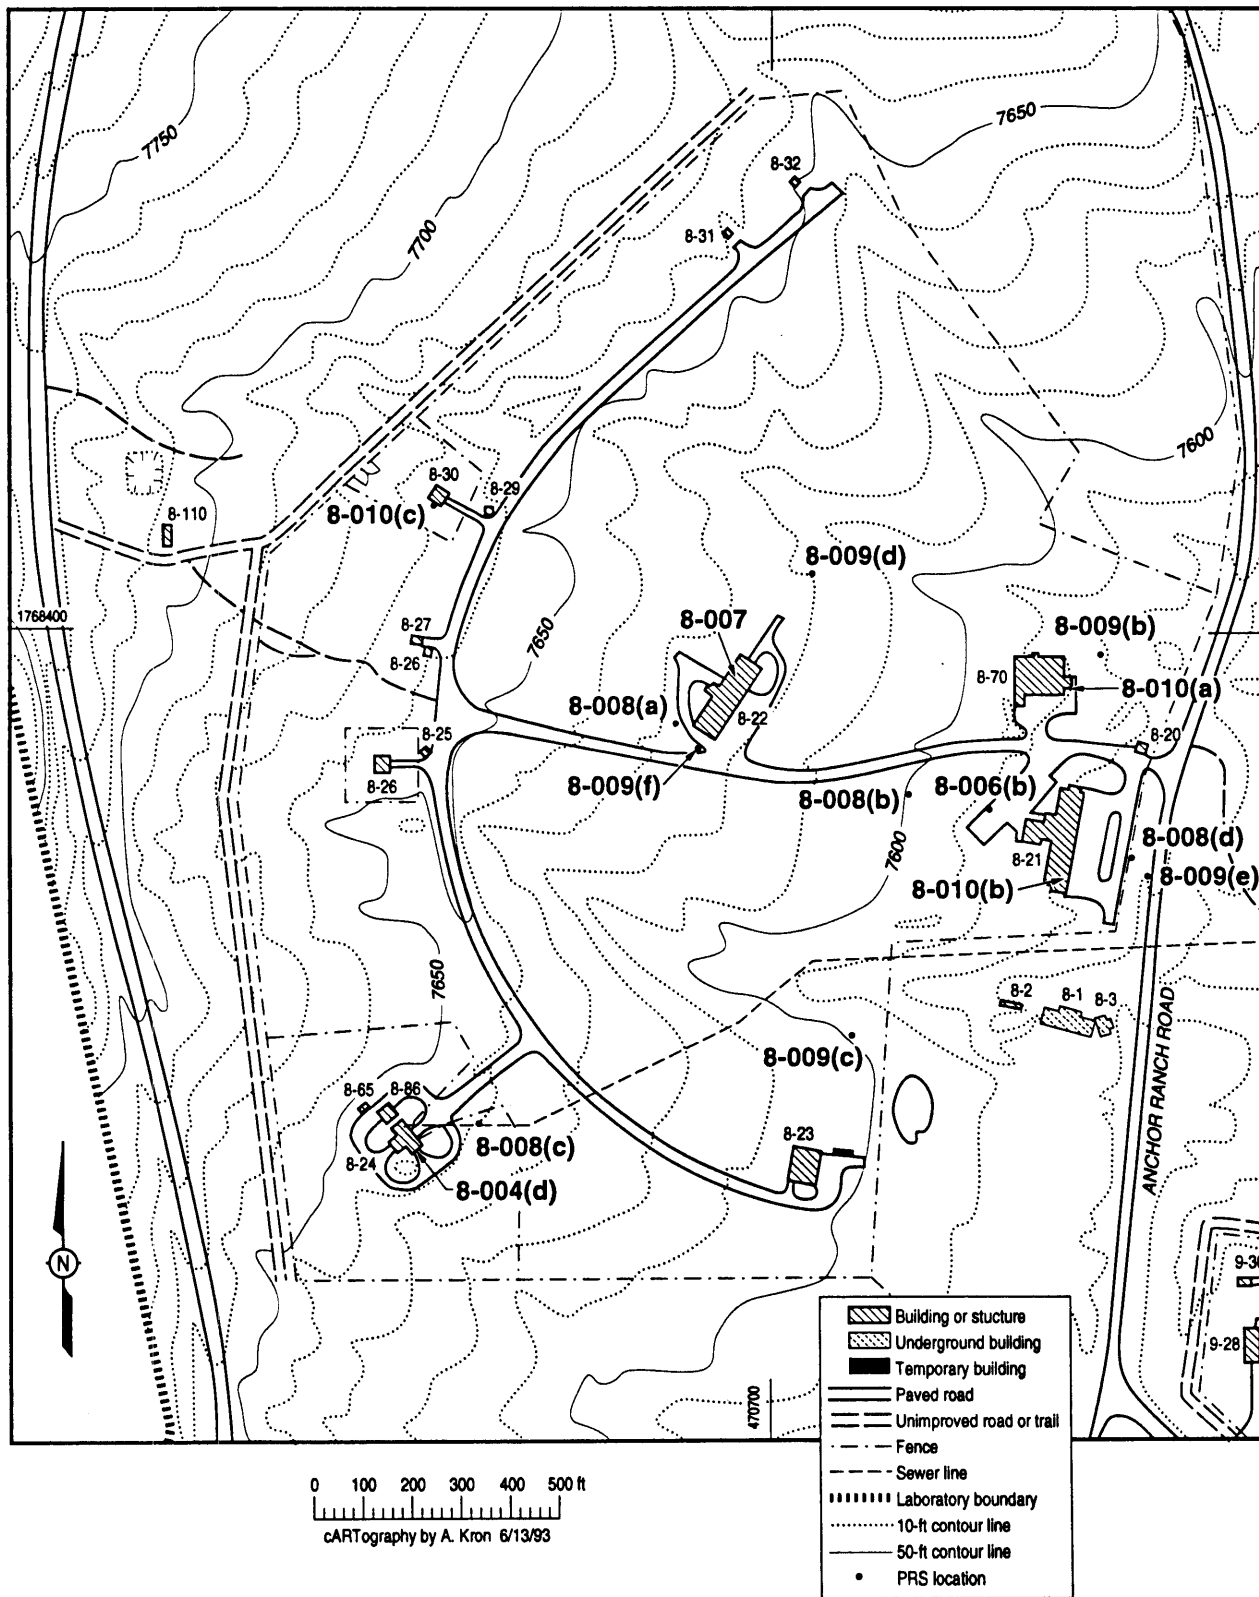 7750
7650
8-32
8-31
7700
7600
8-30
8-29
8-010(c)
8-110
8-009(d)
1768400
8-27
8-26
7650
8-007
8-009(b)
8-70
8-010(a)
8-008(a)
8-22
8-25
8-20
8-26
8-009(f)
8-008(b)
8-006(b)
8-008(d)
7600
8-21
8-009(e)
8-010(b)
7650
8-2
8-1
8-3
ANCHOR RANCH ROAD
8-009(c)
8-65
8-86
8-23
8-008(c)
8-24
8-004(d)
N
9-30
9-28
470700
Building or stucture
Underground building
Temporary building
Paved road
Unimproved road or trail
Fence
Sewer line
Laboratory boundary
10-ft contour line
50-ft contour line
PRS location
0 100 200 300 400 500 ft
cARTography by A. Kron 6/13/93